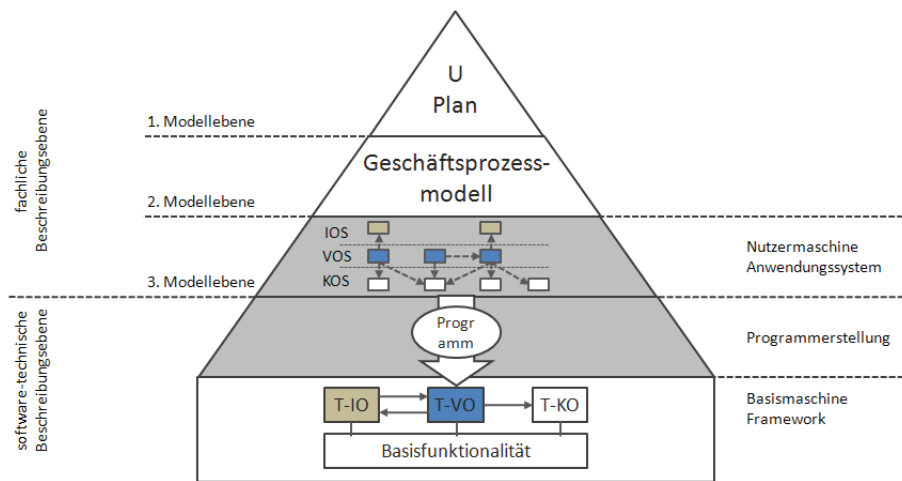 U
Plan
1. Modellebene
Geschäftsprozess-
modell
2. Modellebene
fachliche
Beschreibungsebene
IOS
VOS
KOS
Nutzermaschine
Anwendungssystem
3. Modellebene
Progr
amm
Programmerstellung
software-technische
Beschreibungsebene
T-IO
T-VO
T-KO
Basismaschine
Framework
Basisfunktionalität